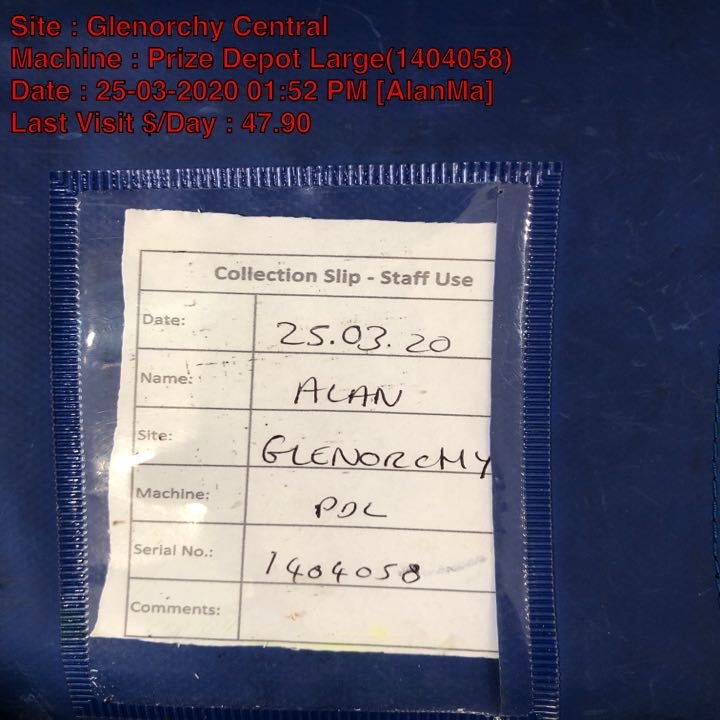 Site : Glenorchy Central
Machine : Prize Depot Large(1404058)
Date : 25-03-2020 01:52 PM [AlanMa]
Last Visit $/Day : 47.90
Collection Slip - Staff Use
Date: 25.03.20
Name: ALAN
Site: GLENORCHY
Machine: PDL
Serial No.: 1404058
Comments: